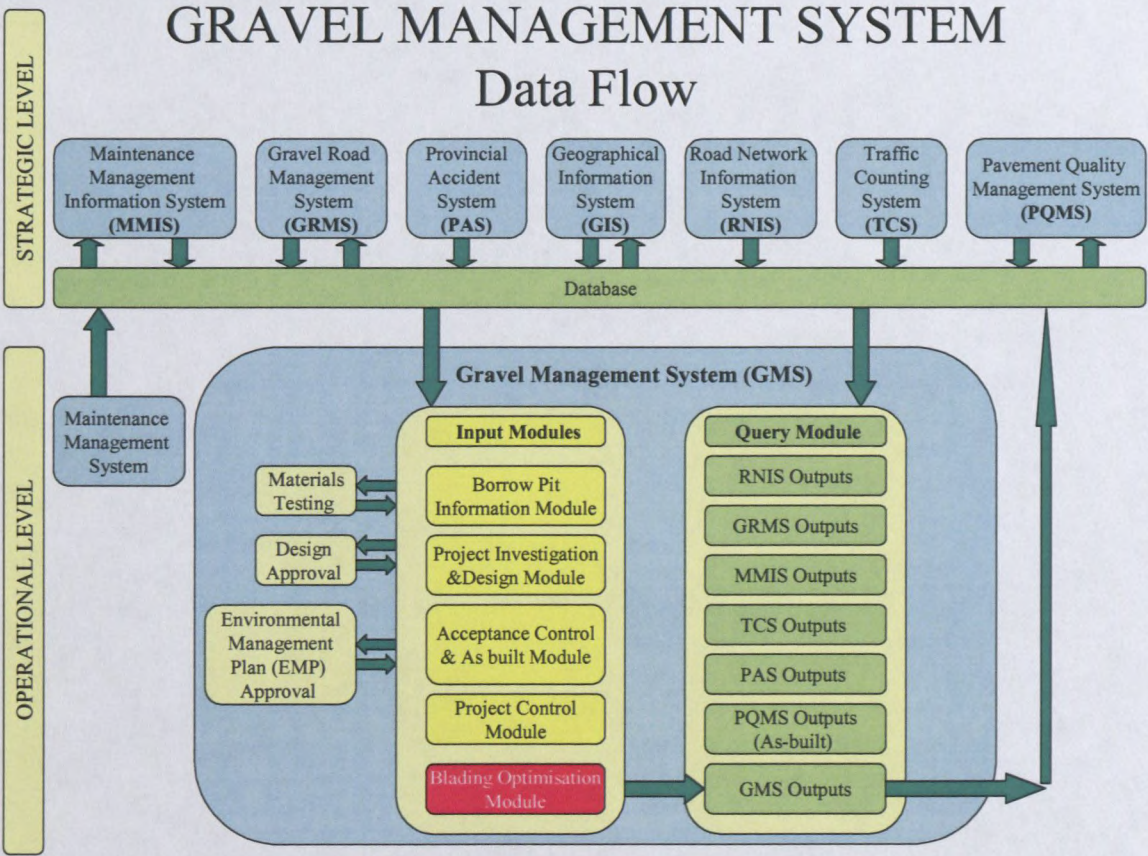 GRAVEL MANAGEMENT SYSTEM
Data Flow
STRATEGIC LEVEL
Maintenance
Management
Information System
(MMIS)
Gravel Road
Management
System
(GRMS)
Provincial
Accident
System
(PAS)
Geographical
Information
System
(GIS)
Road Network
Information
System
(RNIS)
Traffic
Counting
System
(TCS)
Pavement Quality
Management System
(PQMS)
Database
OPERATIONAL LEVEL
Maintenance
Management
System
Gravel Management System (GMS)
Materials
Testing
Design
Approval
Environmental
Management
Plan (EMP)
Approval
Input Modules
Borrow Pit
Information Module
Project Investigation
&Design Module
Acceptance Control
& As built Module
Project Control
Module
Blading Optimisation
Module
Query Module
RNIS Outputs
GRMS Outputs
MMIS Outputs
TCS Outputs
PAS Outputs
PQMS Outputs
(As-built)
GMS Outputs